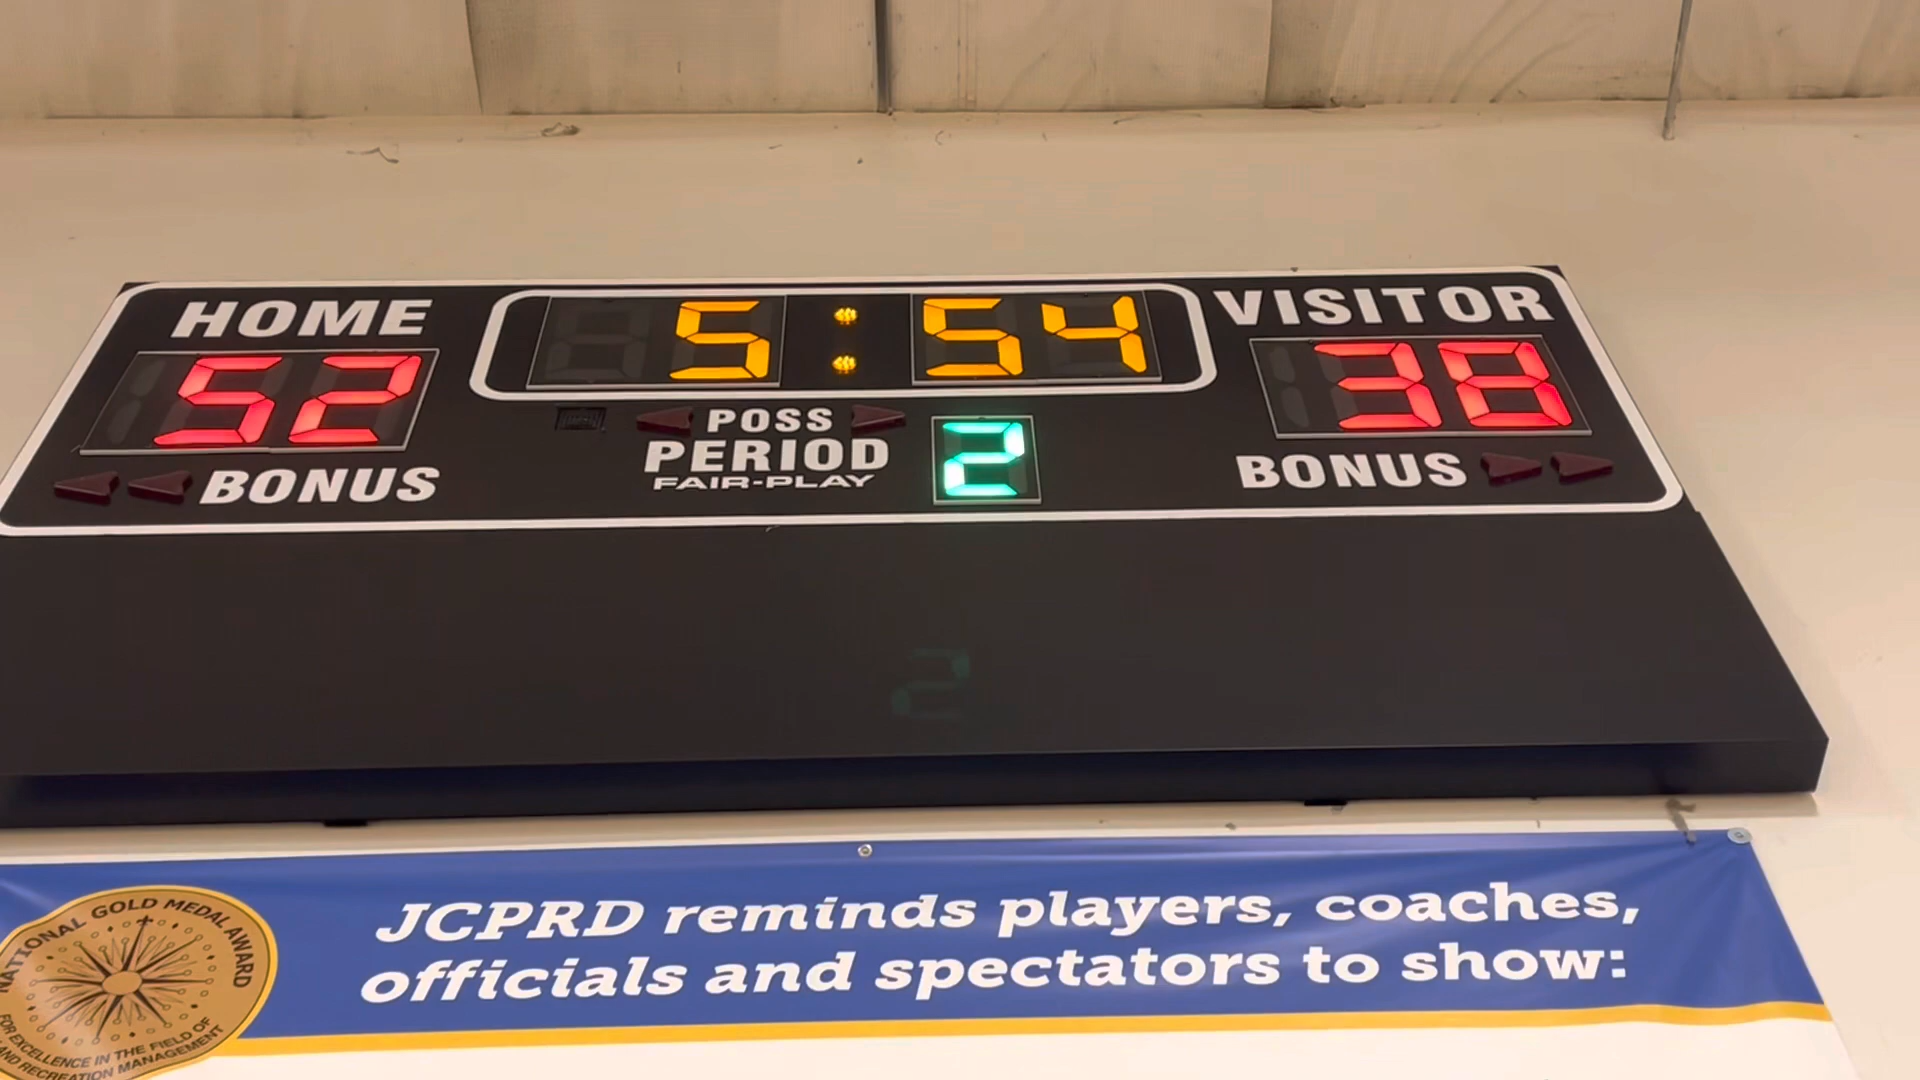 HOME
5:54
VISITOR
52
38
POSS
PERIOD
2
FAIR-PLAY
BONUS
BONUS
JCPRD reminds players, coaches,
officials and spectators to show:
NATIONAL GOLD MEDAL AWARD
FOR EXCELLENCE IN THE FIELD OF
AND RECREATION MANAGEMENT